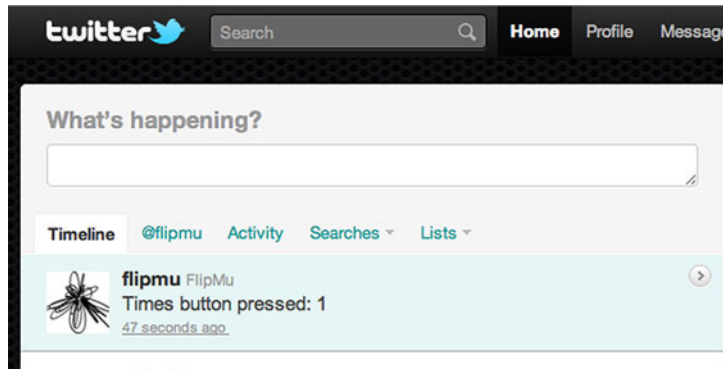 twitter Search Home Profile Message
What's happening?
Timeline @flipmu Activity Searches Lists
flipmu FlipMu
Times button pressed: 1
47 seconds ago